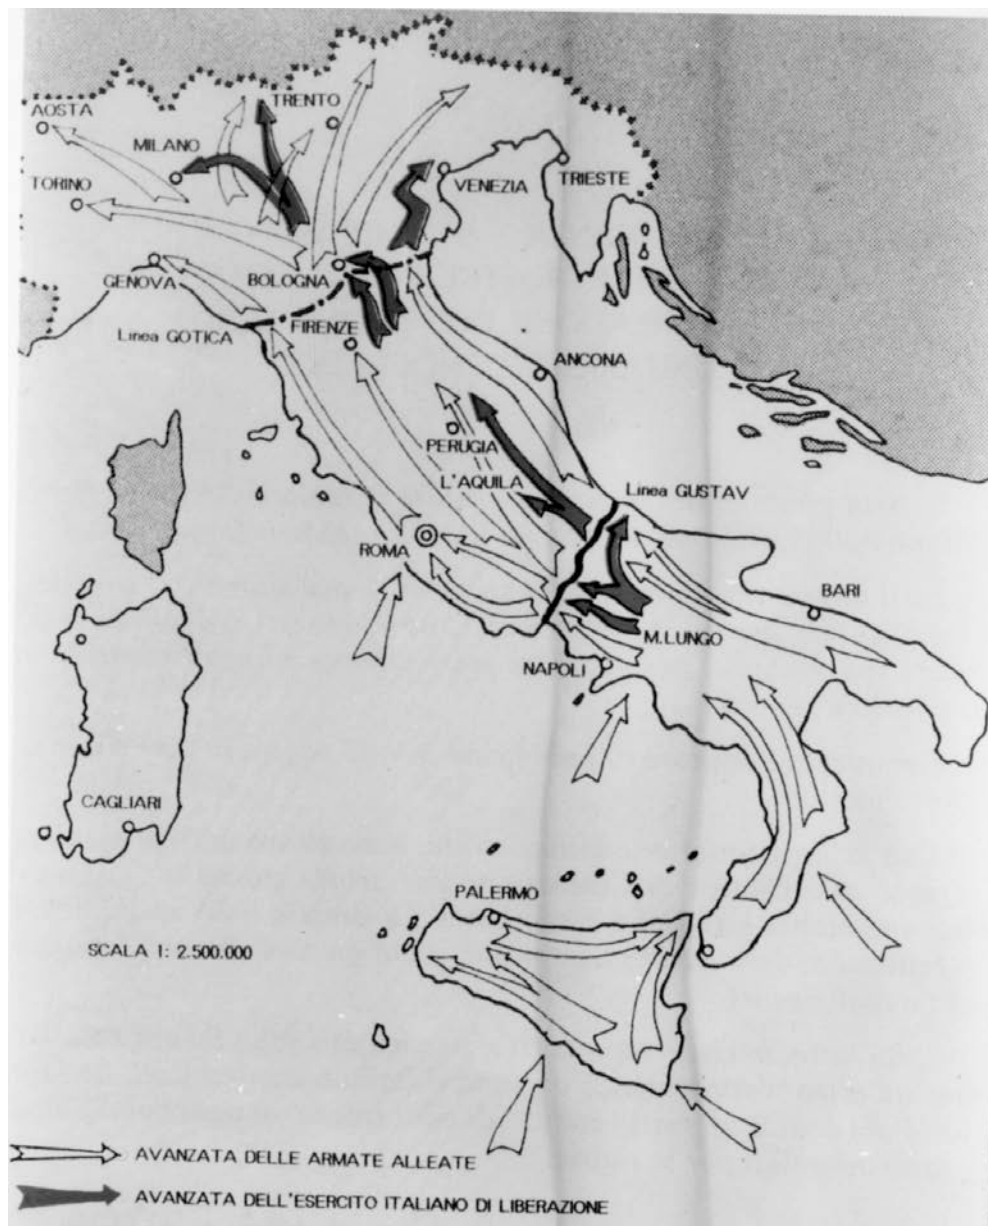 TRENTO
AOSTA
MILANO
TORINO
VENEZIA
TRIESTE
GENOVA
BOLOGNA
Linea GOTICA
FIRENZE
ANCONA
PERUGIA
L'AQUILA
Linea GUSTAV
ROMA
BARI
M.LUNGO
NAPOLI
CAGLIARI
PALERMO
SCALA I: 2.500.000
AVANZATA DELLE ARMATE ALLEATE
AVANZATA DELL'ESERCITO ITALIANO DI LIBERAZIONE